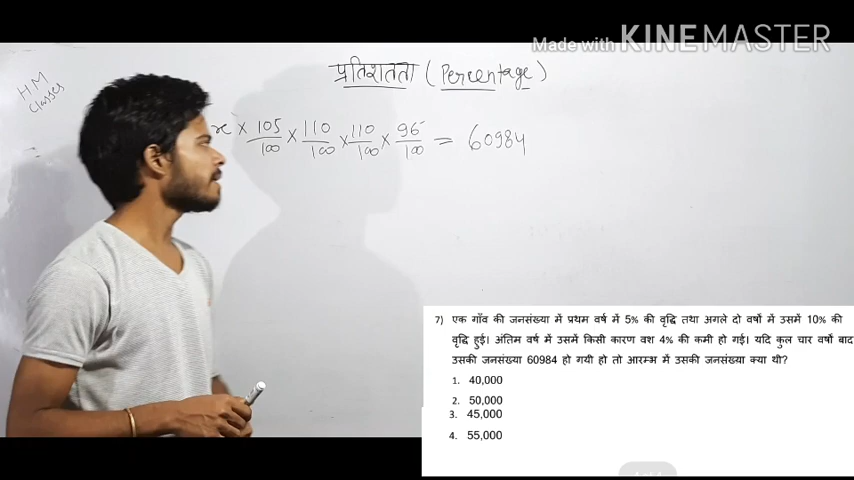 Made with KINEMASTER
प्रतिशतता (Percentage)
HM
Classes
x × 105/100 × 110/100 × 110/100 × 96/100 = 60984
7) एक गाँव की जनसंख्या में प्रथम वर्ष में 5% की वृद्धि तथा अगले दो वर्षो में उसमें 10% की
वृद्धि हुई। अंतिम वर्ष में उसमें किसी कारण वश 4% की कमी हो गई। यदि कुल चार वर्षो बाद
उसकी जनसंख्या 60984 हो गयी हो तो आरम्भ में उसकी जनसंख्या क्या थी?
1. 40,000
2. 50,000
3. 45,000
4. 55,000